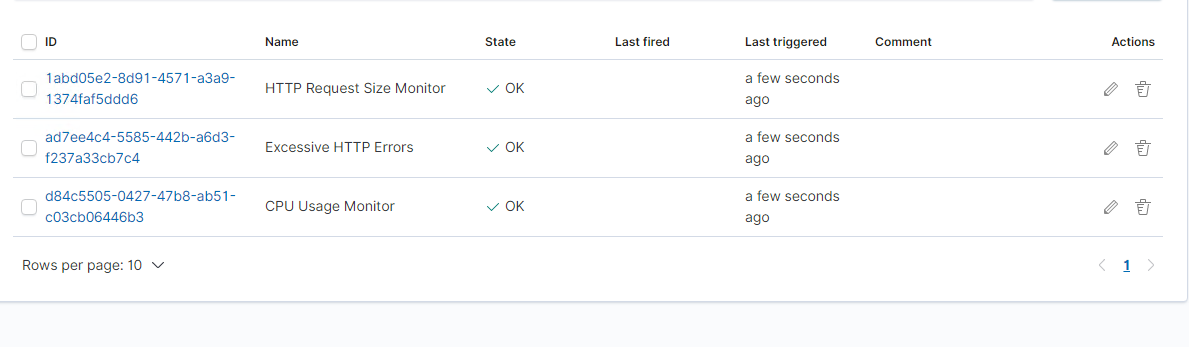 ID Name State Last fired Last triggered Comment Actions
1abd05e2-8d91-4571-a3a9-
1374faf5ddd6
HTTP Request Size Monitor
OK
a few seconds
ago
ad7ee4c4-5585-442b-a6d3-
f237a33cb7c4
Excessive HTTP Errors
OK
a few seconds
ago
d84c5505-0427-47b8-ab51-
c03cb06446b3
CPU Usage Monitor
OK
a few seconds
ago
Rows per page: 10
1